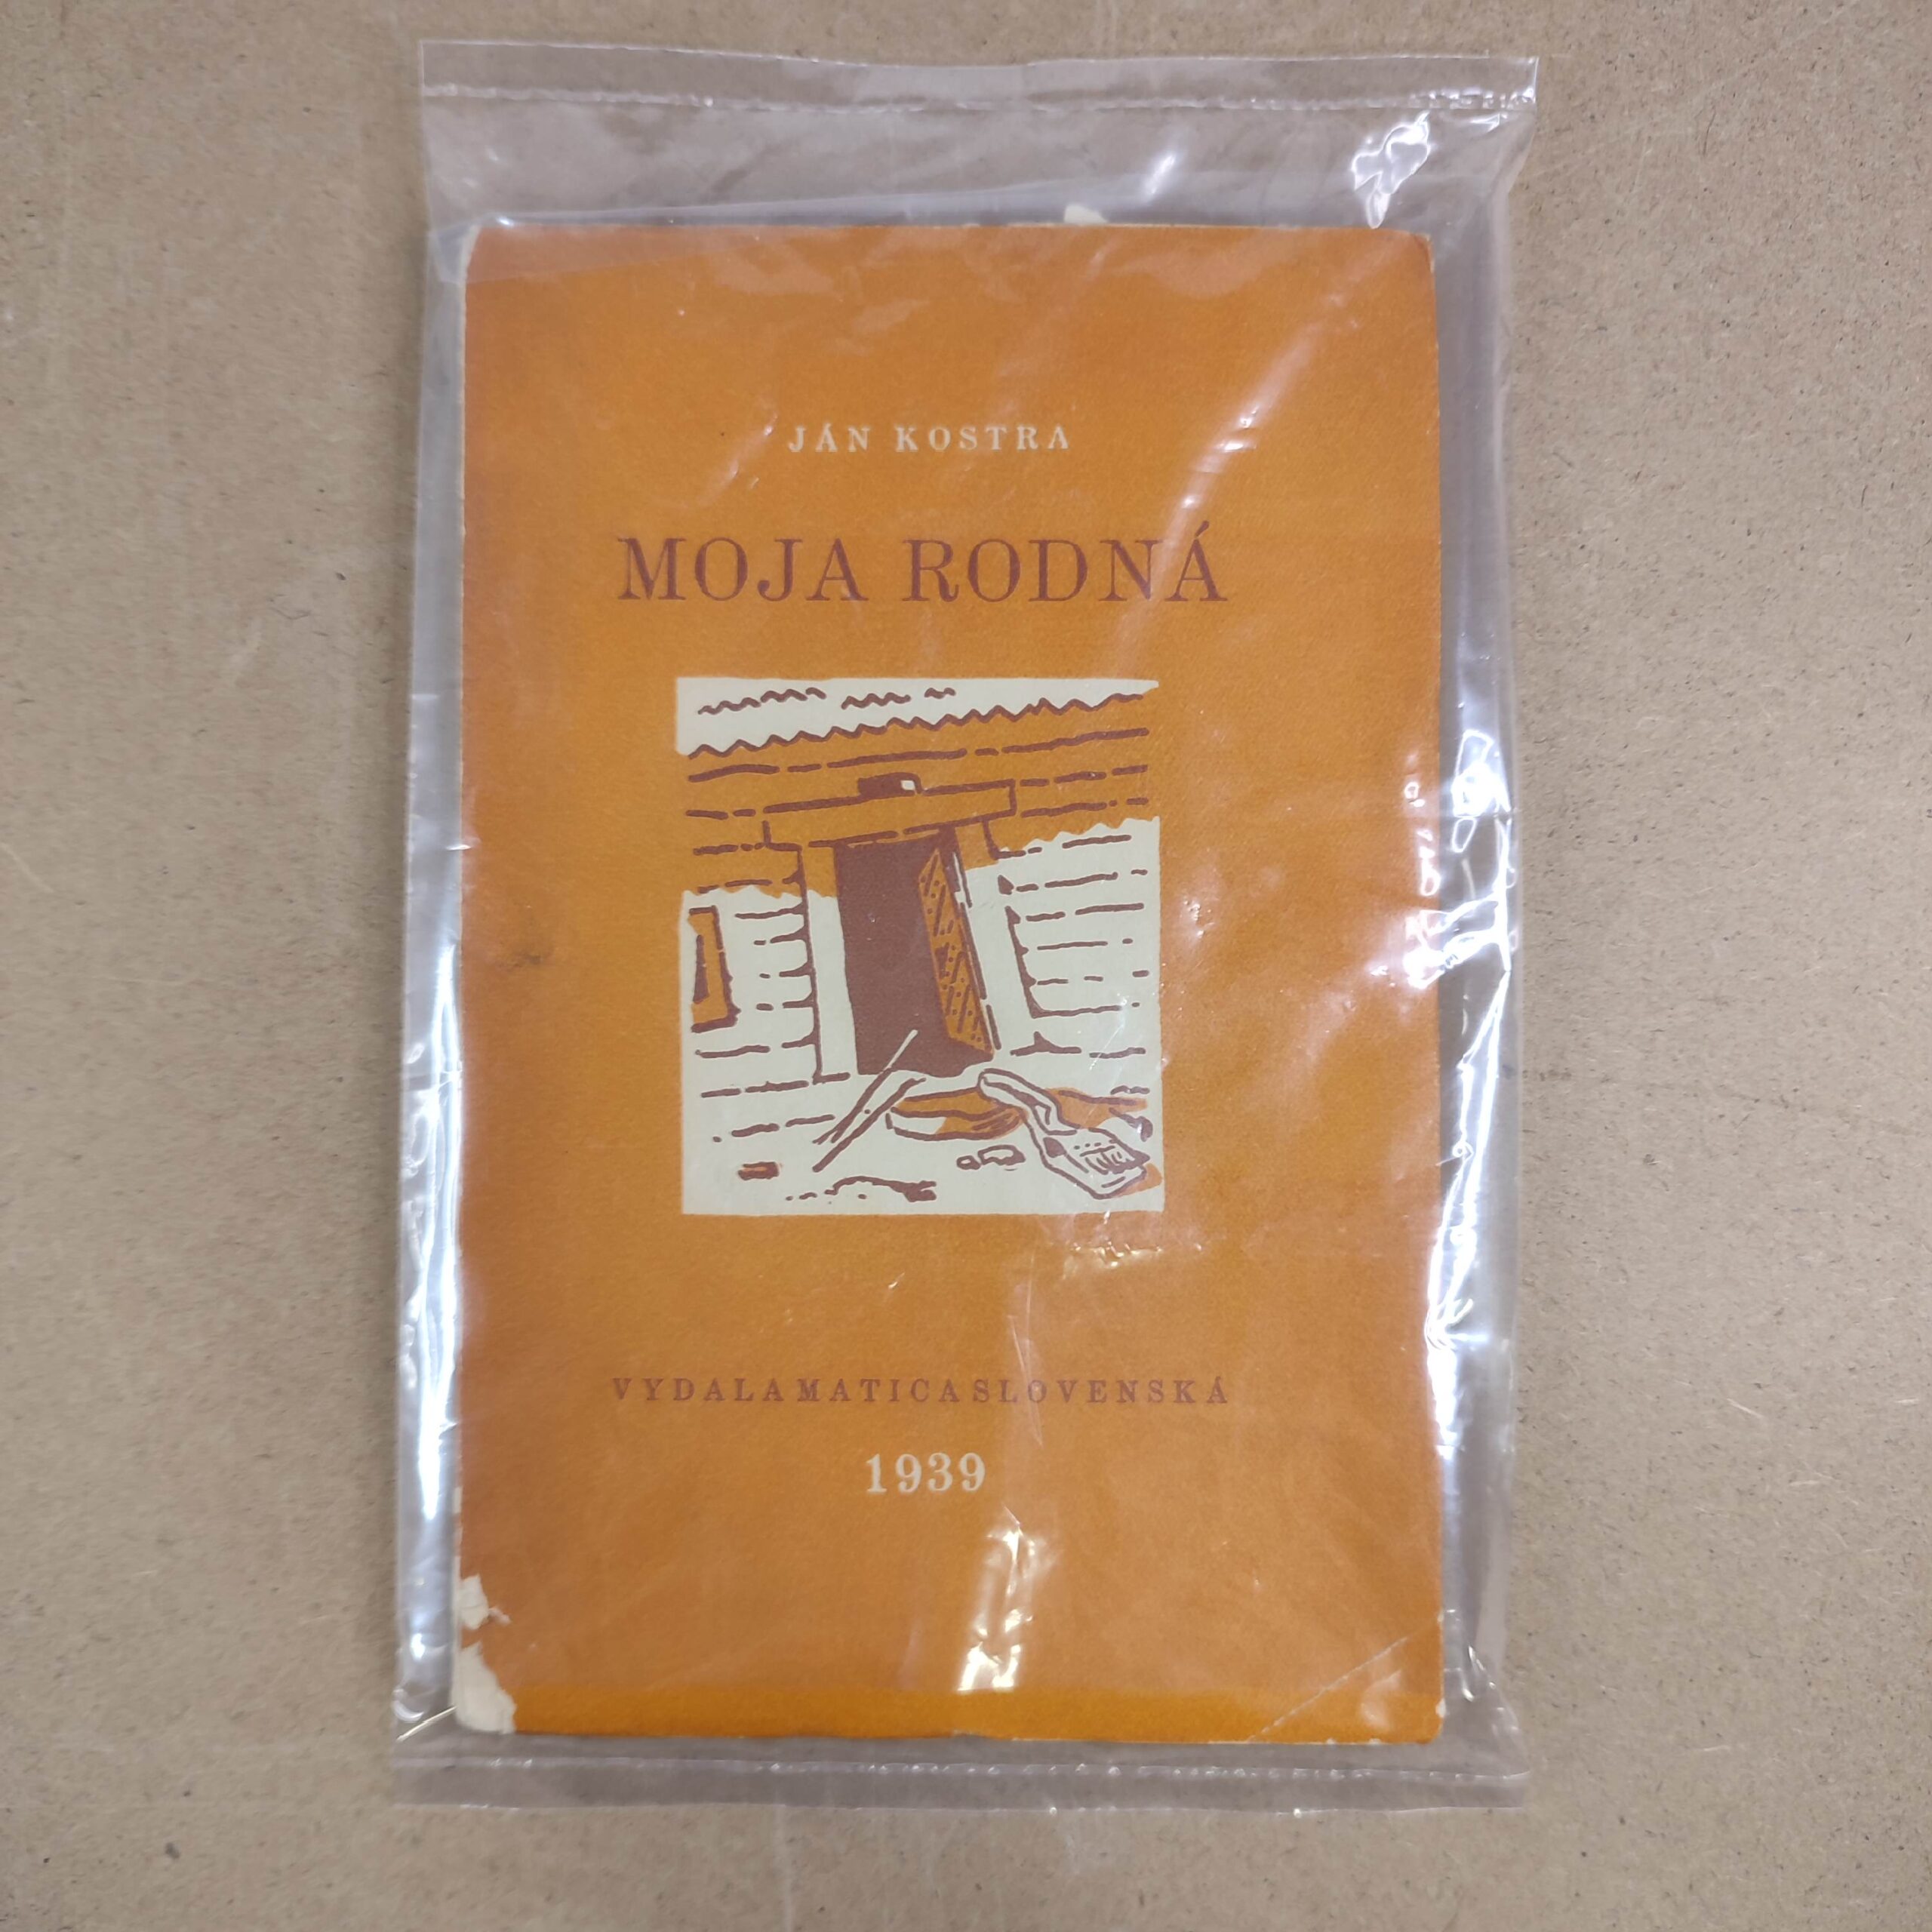 JÁN KOSTRA
MOJA RODNÁ
VYDALA MATICA SLOVENSKÁ
1939